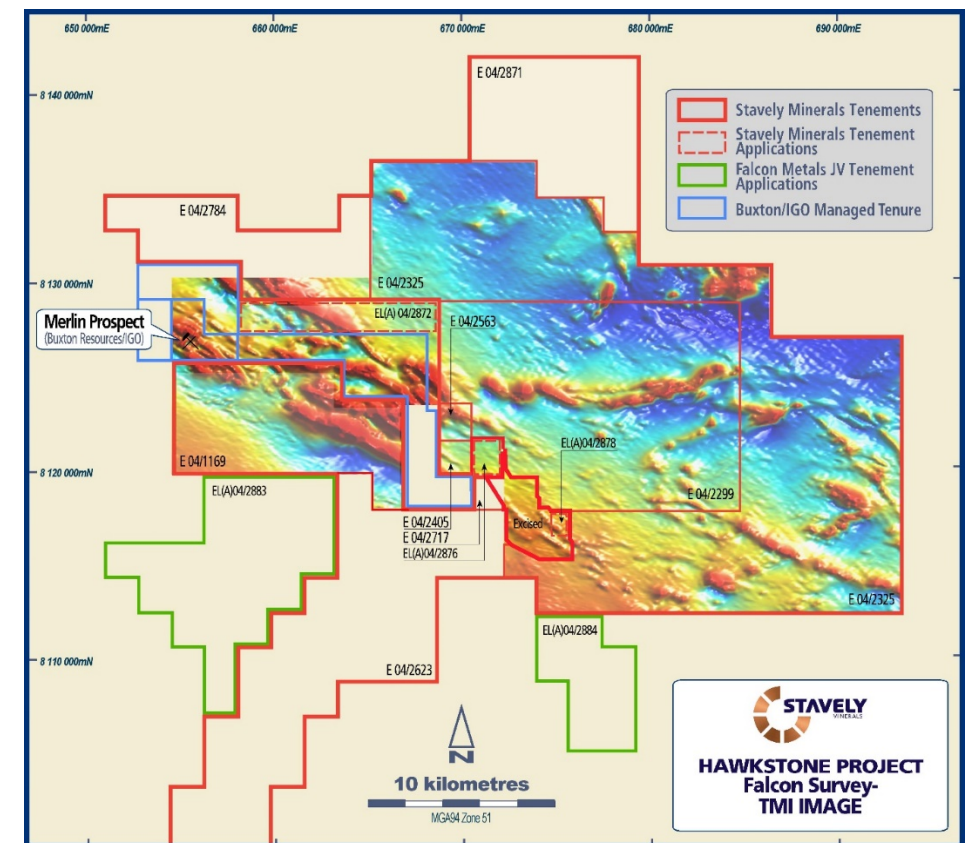 650 000mE
660 000mE
670 000mE
680 000mE
690 000mE
8 140 000mN
E 04/2871
Stavely Minerals Tenements
Stavely Minerals Tenement
Applications
Falcon Metals JV Tenement
Applications
Buxton/IGO Managed Tenure
E 04/2784
8 130 000mN
E 04/2325
EL(A) 04/2872
E 04/2563
Merlin Prospect
(Buxton Resources/IGO)
EL(A)04/2878
E 04/1169
8 120 000mN
EL(A)04/2883
E 04/2299
E 04/2405
E 04/2717
EL(A)04/2876
Excised
E 04/2325
EL(A)04/2884
8 110 000mN
E 04/2623
N
10 kilometres
MGA94 Zone 51
STAVELY
MINERALS
HAWKSTONE PROJECT
Falcon Survey-
TMI IMAGE